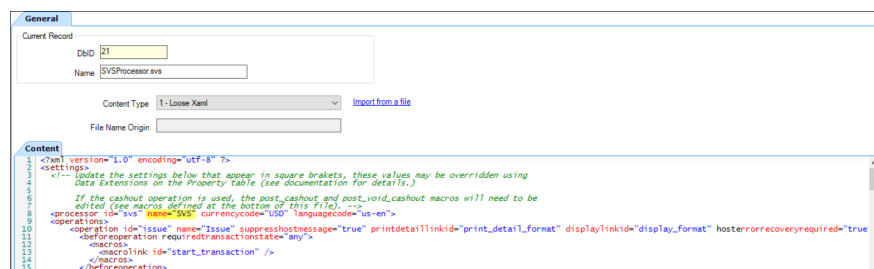 General
Current Record
DbID 21
Name SVSProcessor.svs
Content Type 1 - Loose Xaml Import from a file
File Name Origin
Content
1 <?xml version="1.0" encoding="utf-8" ?>
2 <settings>
3 <!-- Update the settings below that appear in square brakets, these values may be overridden using
4 Data Extensions on the Property table (see documentation for details.)
5
6 If the cashout operation is used, the post_cashout and post_void_cashout macros will need to be
7 edited (see macros defined at the bottom of this file). -->
8 <processor id="svs" name="SVS" currencycode="USD" languagecode="us-en">
9 <operations>
10 <operation id="issue" name="Issue" suppresshostmessage="true" printdetaillinkid="print_detail_format" displaylinkid="display_format" hosterrorrecoveryrequired="true
11 <beforeoperation requiredtransactionstate="any">
12 <macros>
13 <macrolink id="start_transaction" />
14 </macros>
15 </beforeoperation>